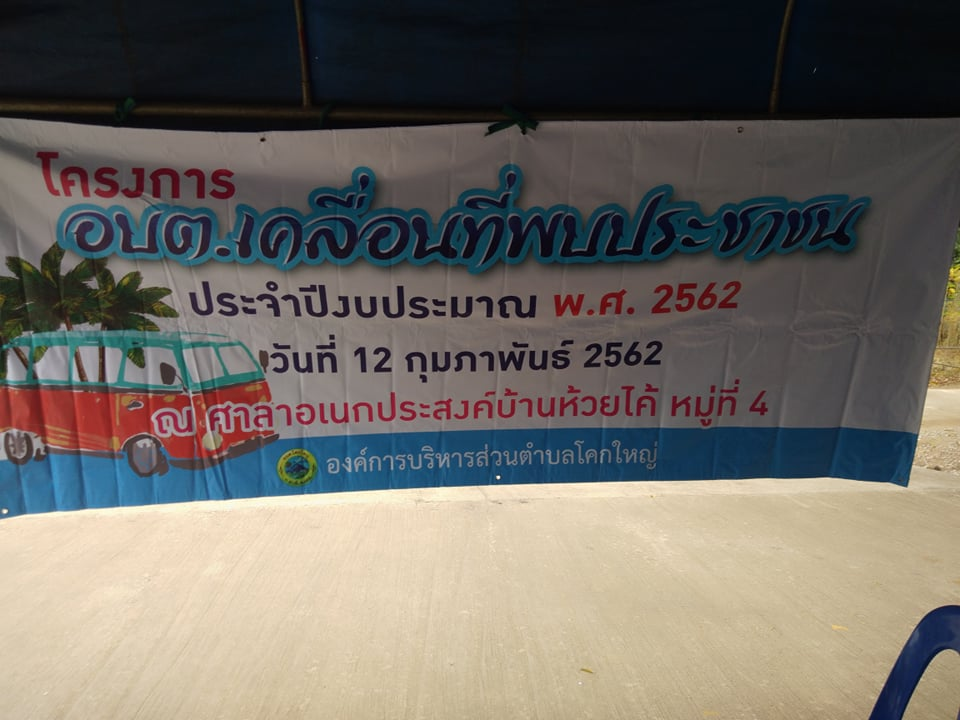 โครงการ
อบต.เคลื่อนที่พบประชาชน
ประจำปีงบประมาณ พ.ศ. 2562
วันที่ 12 กุมภาพันธ์ 2562
ณ ศาลาอเนกประสงค์บ้านห้วยไค้ หมู่ที่ 4
องค์การบริหารส่วนตำบลโคกใหญ่